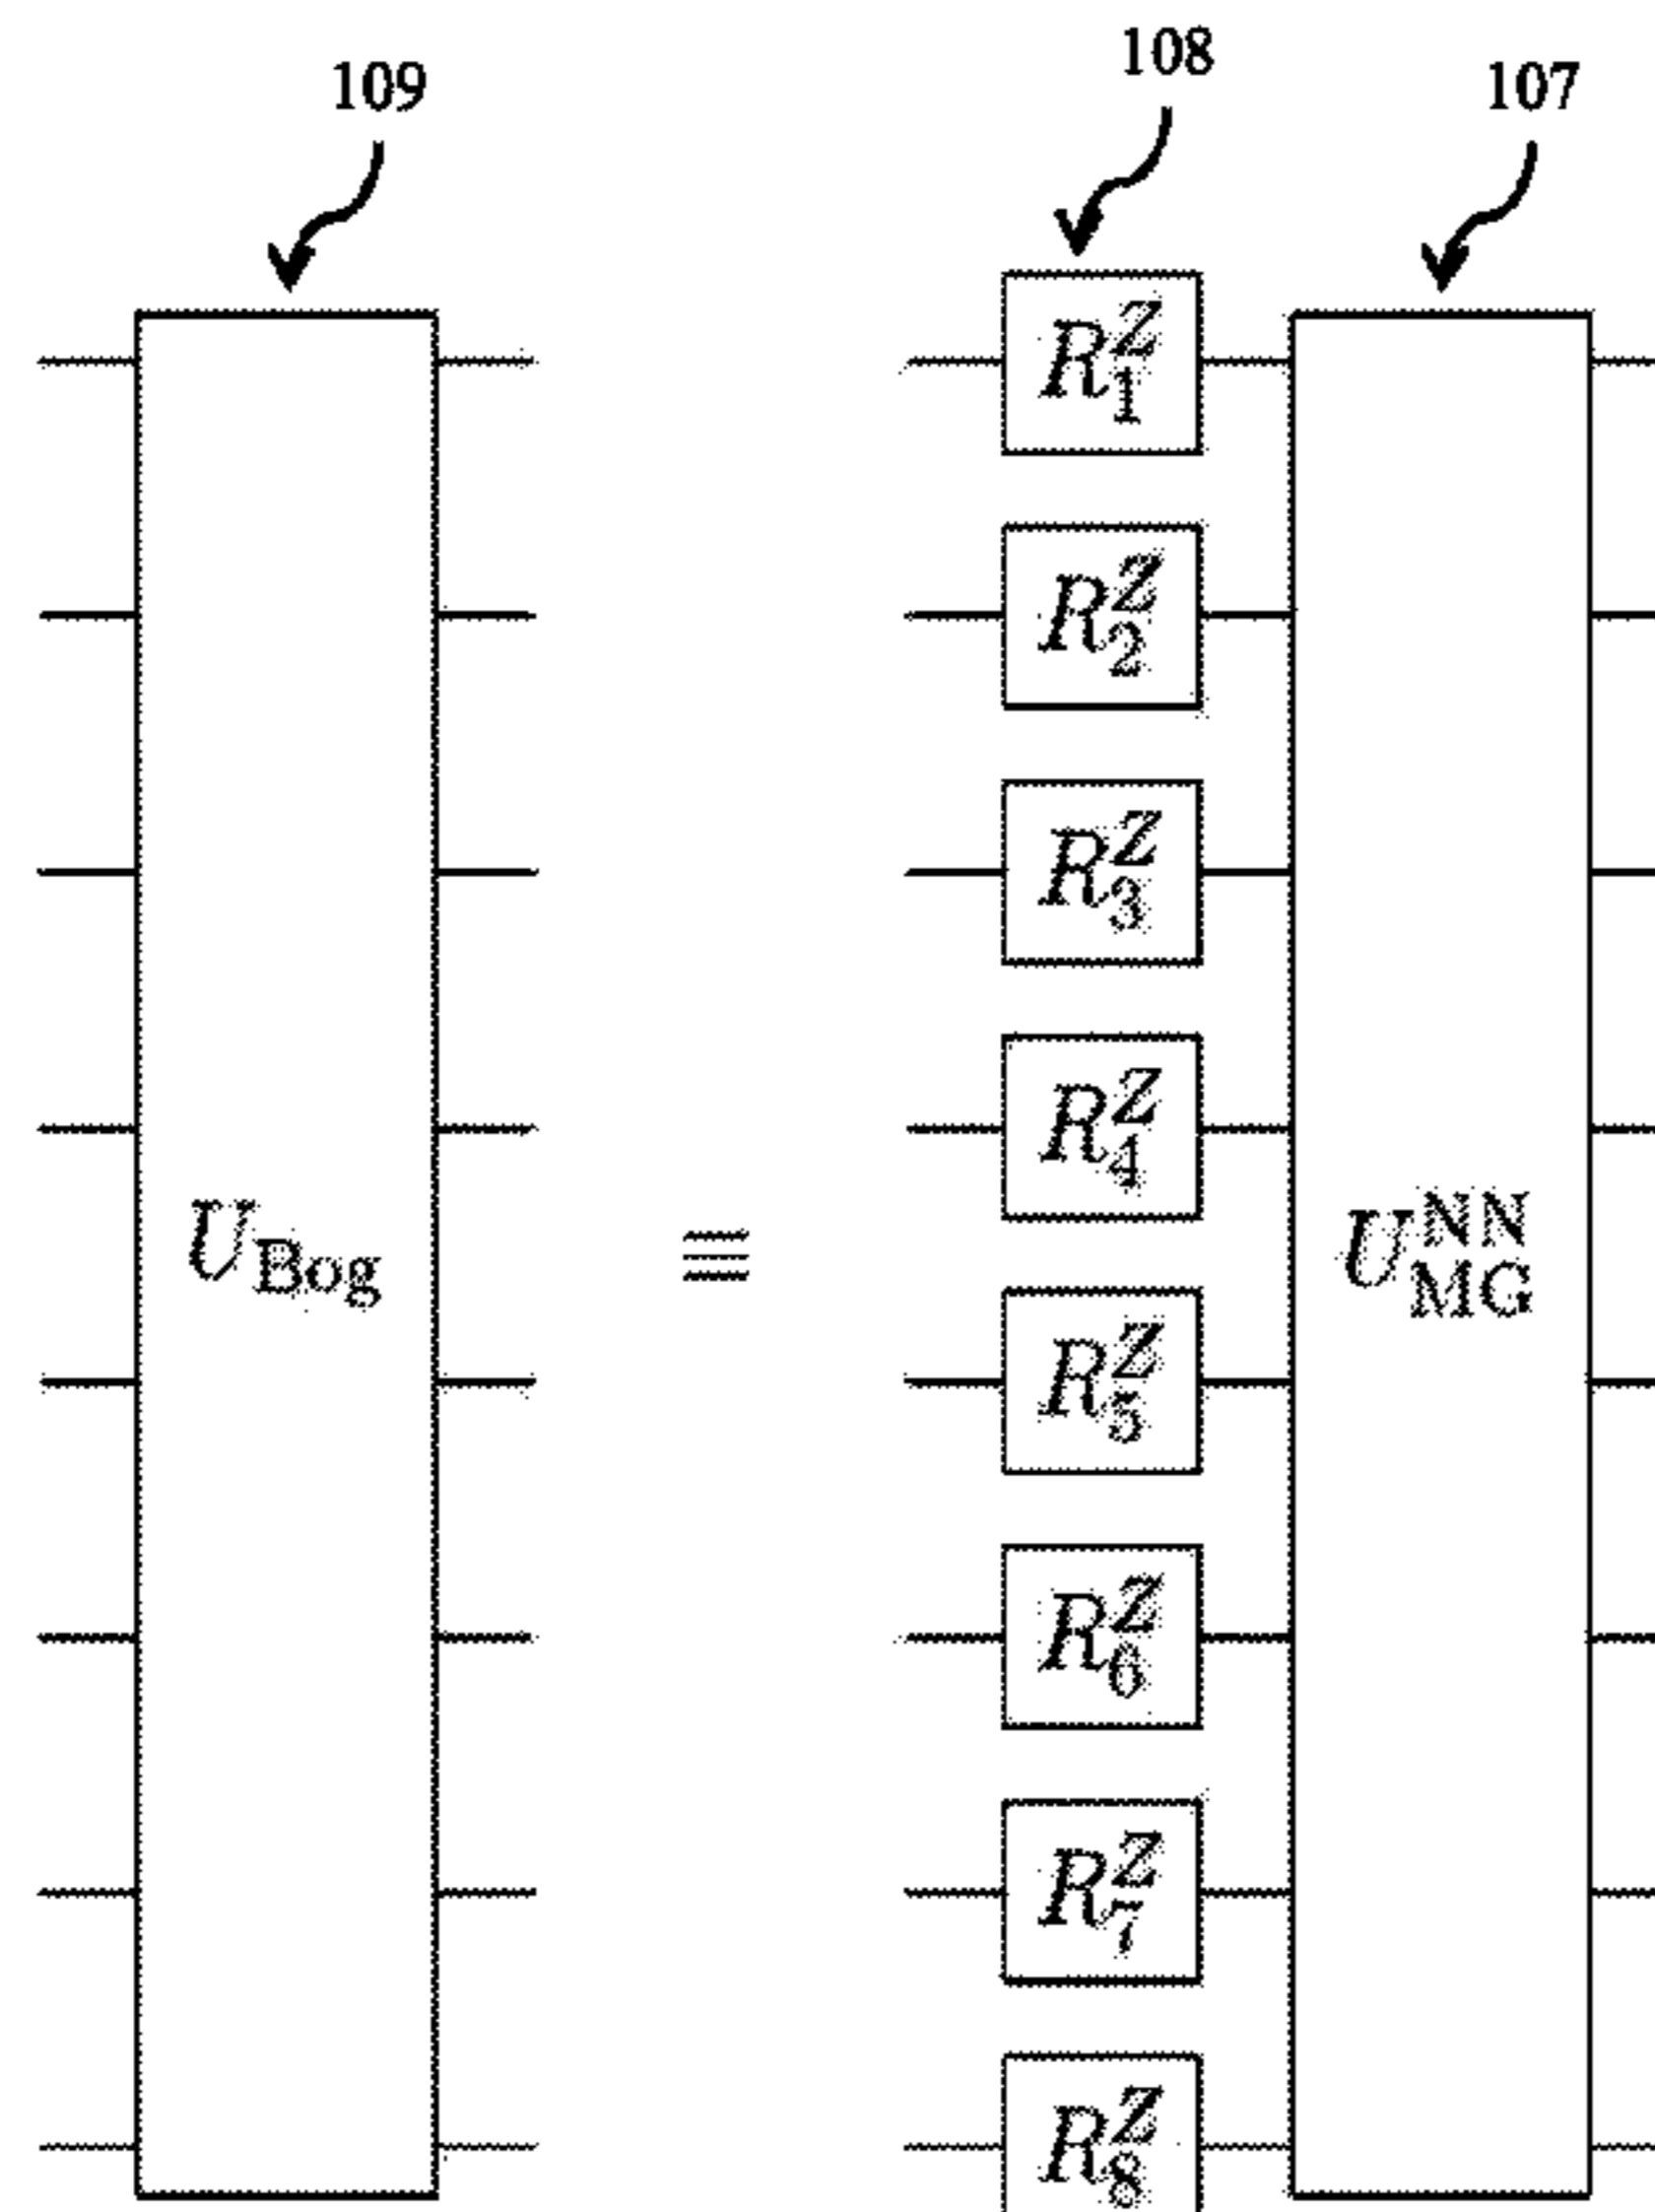 109
108
107
R_1^Z
R_2^Z
R_3^Z
R_4^Z
U_Bog ≡ U_MG^NN
R_5^Z
R_6^Z
R_7^Z
R_8^Z